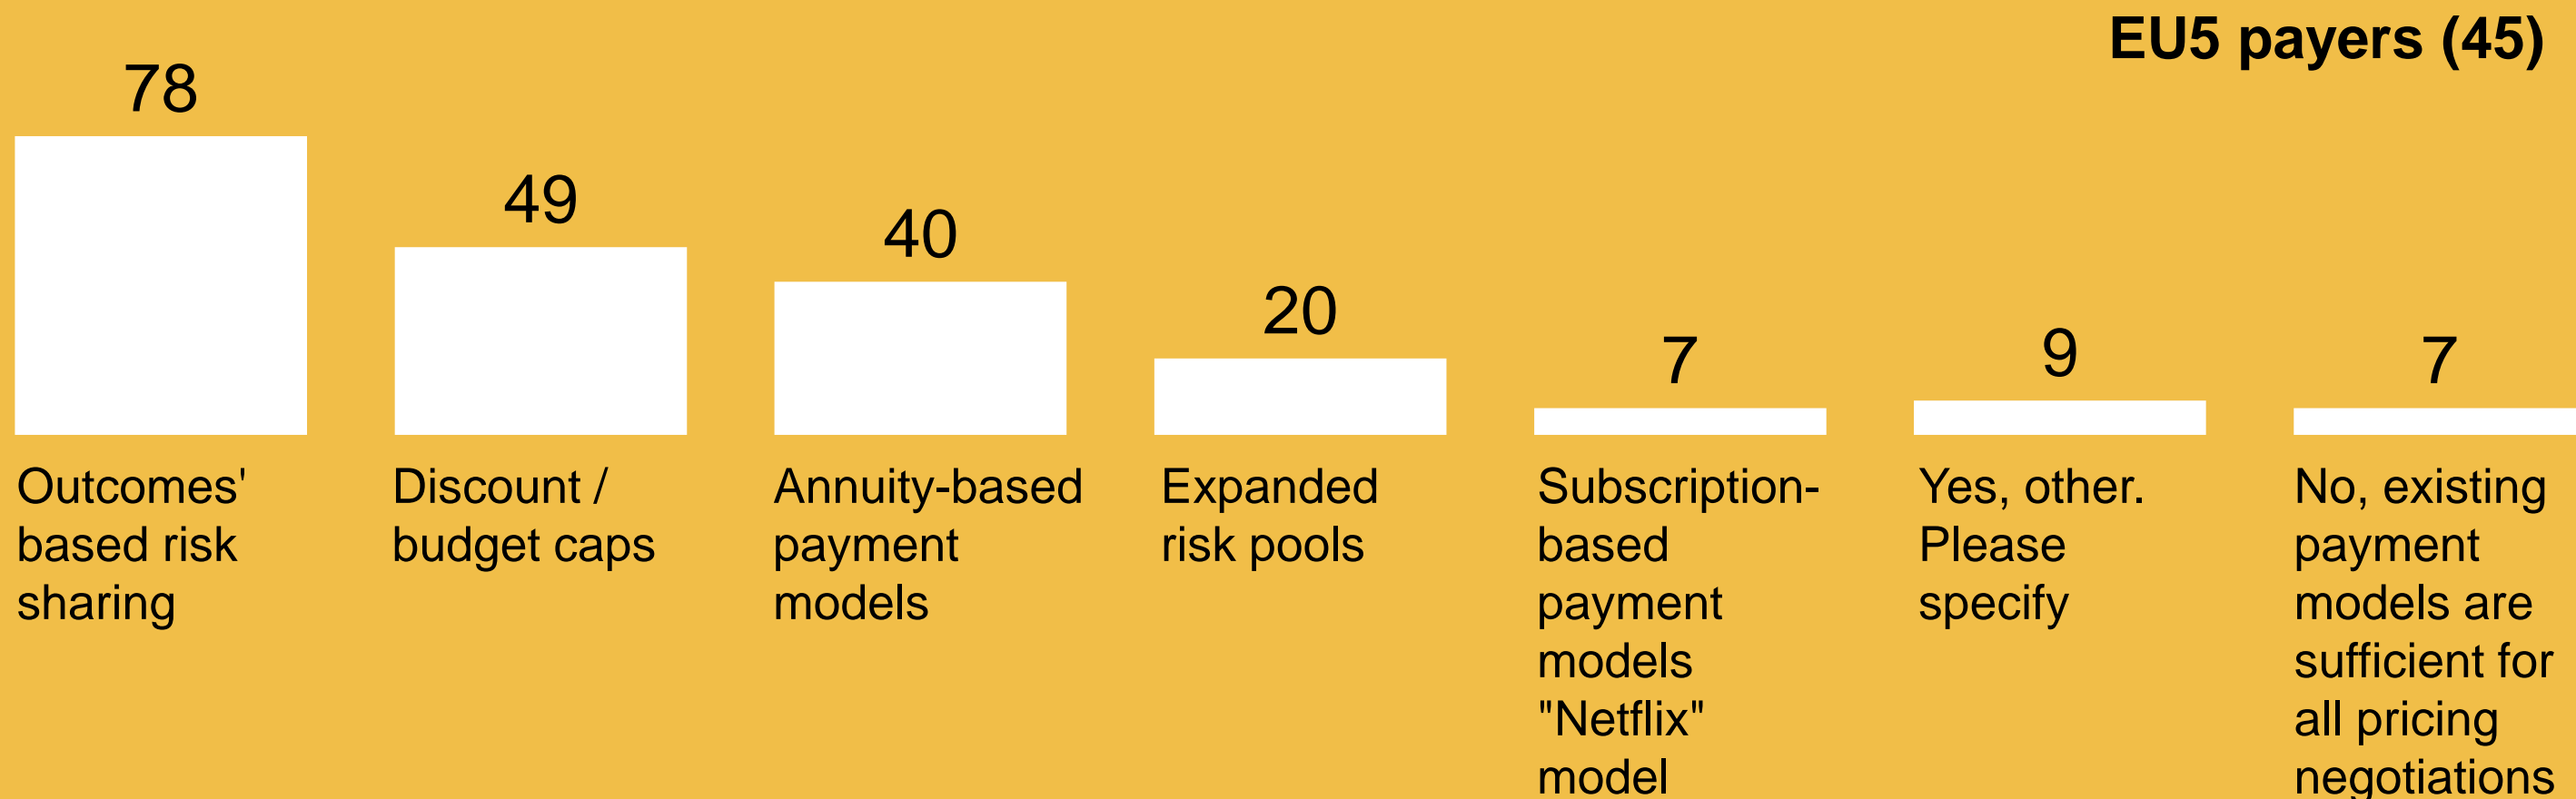 EU5 payers (45)
78
49
40
20
7
9
7
Outcomes'
based risk
sharing
Discount /
budget caps
Annuity-based
payment
models
Expanded
risk pools
Subscription-
based
payment
models
"Netflix"
model
Yes, other.
Please
specify
No, existing
payment
models are
sufficient for
all pricing
negotiations